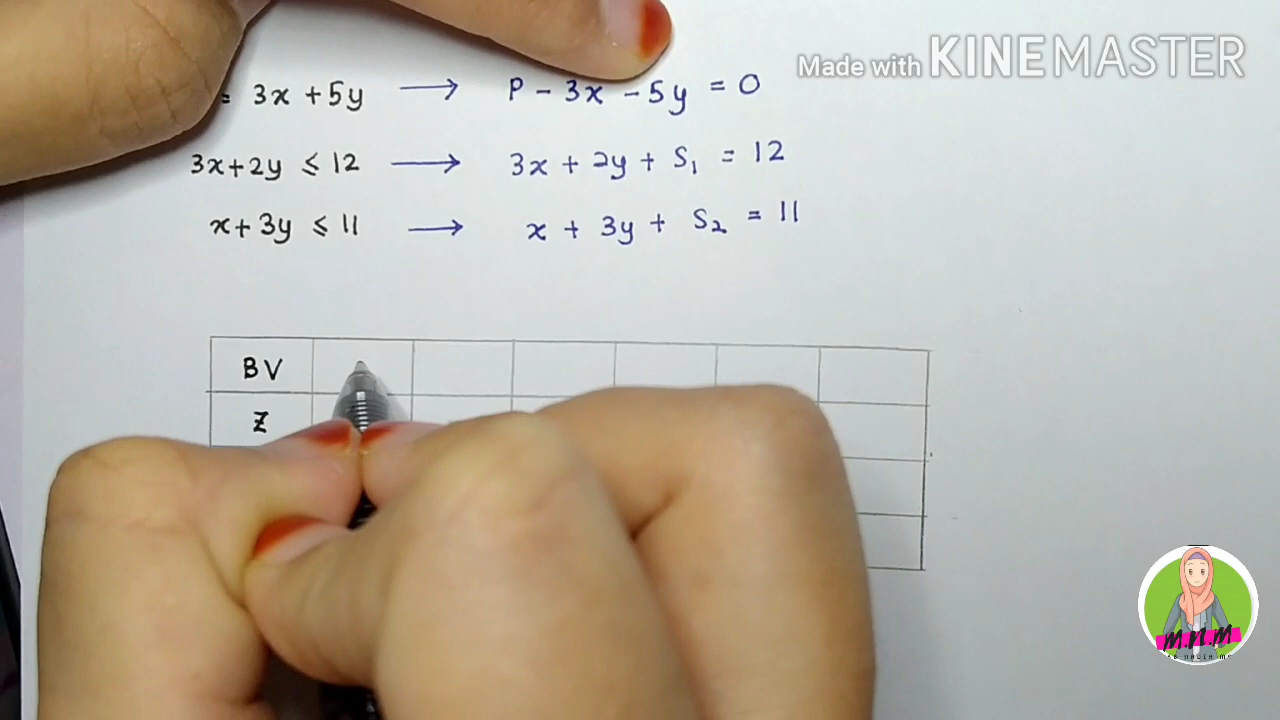 Made with KINEMASTER
= 3x + 5y → P - 3x - 5y = 0
3x + 2y ≤ 12 → 3x + 2y + S₁ = 12
x + 3y ≤ 11 → x + 3y + S₂ = 11
BV
Z
M.N.M